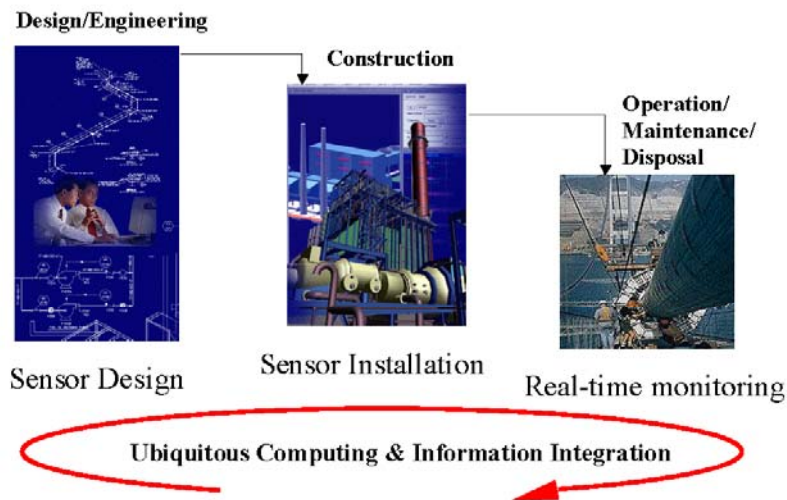 Design/Engineering
Construction
Operation/
Maintenance/
Disposal
Sensor Design
Sensor Installation
Real-time monitoring
Ubiquitous Computing & Information Integration